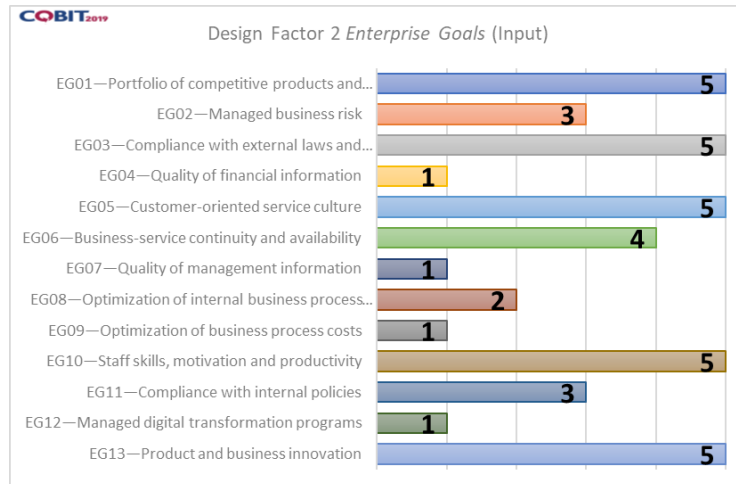 COBIT 2019
Design Factor 2 Enterprise Goals (Input)
EG01—Portfolio of competitive products and… 5
EG02—Managed business risk 3
EG03—Compliance with external laws and… 5
EG04—Quality of financial information 1
EG05—Customer-oriented service culture 5
EG06—Business-service continuity and availability 4
EG07—Quality of management information 1
EG08—Optimization of internal business process… 2
EG09—Optimization of business process costs 1
EG10—Staff skills, motivation and productivity 5
EG11—Compliance with internal policies 3
EG12—Managed digital transformation programs 1
EG13—Product and business innovation 5